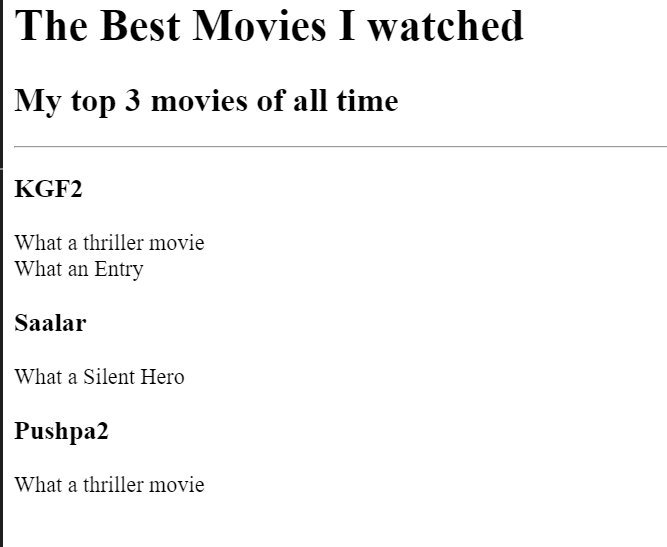 The Best Movies I watched
My top 3 movies of all time
KGF2
What a thriller movie
What an Entry
Saalar
What a Silent Hero
Pushpa2
What a thriller movie